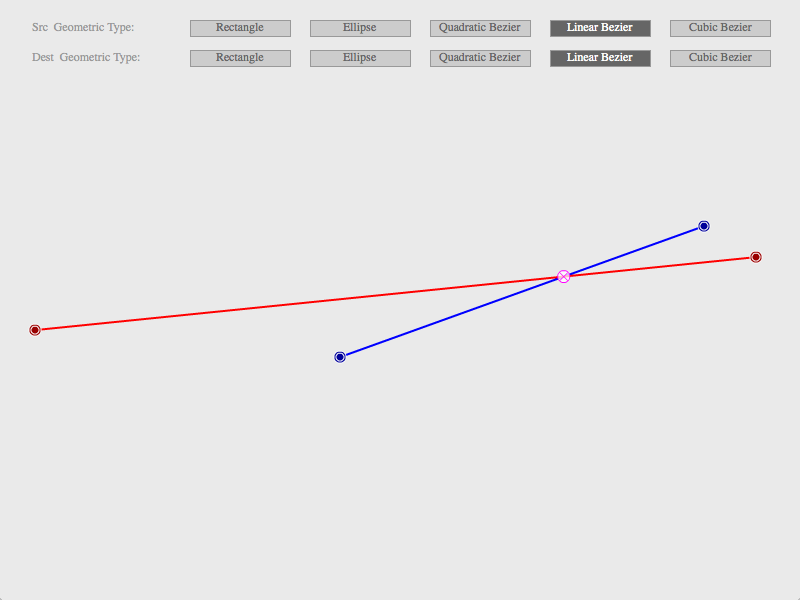 Src Geometric Type: Rectangle Ellipse Quadratic Bezier Linear Bezier Cubic Bezier
Dest Geometric Type: Rectangle Ellipse Quadratic Bezier Linear Bezier Cubic Bezier